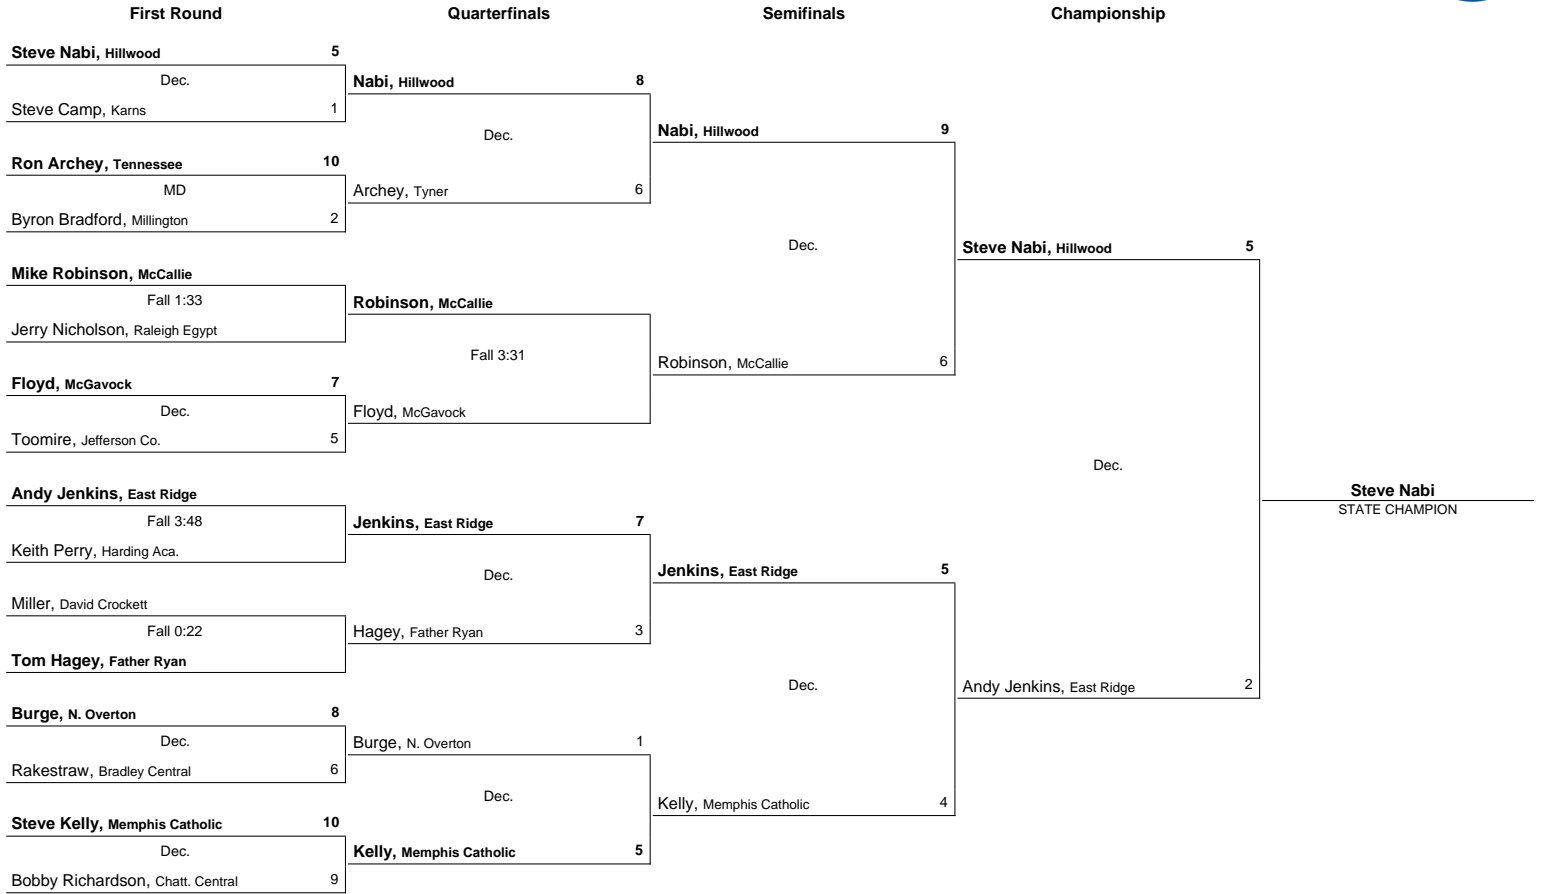 First Round
Quarterfinals
Semifinals
Championship
Steve Nabi, Hillwood 5
Dec.
Steve Camp, Karns 1
Ron Archey, Tennessee 10
MD
Byron Bradford, Millington 2
Mike Robinson, McCallie
Fall 1:33
Jerry Nicholson, Raleigh Egypt
Floyd, McGavock 7
Dec.
Toomire, Jefferson Co. 5
Andy Jenkins, East Ridge
Fall 3:48
Keith Perry, Harding Aca.
Miller, David Crockett
Fall 0:22
Tom Hagey, Father Ryan
Burge, N. Overton 8
Dec.
Rakestraw, Bradley Central 6
Steve Kelly, Memphis Catholic 10
Dec.
Bobby Richardson, Chatt. Central 9
Nabi, Hillwood 8
Dec.
Archey, Tyner 6
Robinson, McCallie
Fall 3:31
Floyd, McGavock
Jenkins, East Ridge 7
Dec.
Hagey, Father Ryan 3
Burge, N. Overton 1
Dec.
Kelly, Memphis Catholic 5
Nabi, Hillwood 9
Dec.
Robinson, McCallie 6
Jenkins, East Ridge 5
Dec.
Kelly, Memphis Catholic 4
Steve Nabi, Hillwood 5
Dec.
Andy Jenkins, East Ridge 2
Steve Nabi
STATE CHAMPION